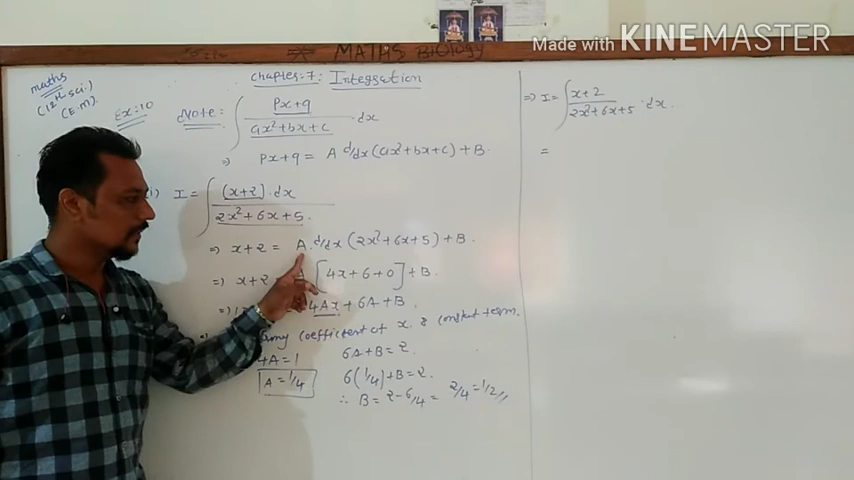 Made with KINEMASTER
MATHS BIOLOGY
maths
(12th sci.)
(E.M).
Ex:10
chapter:7: Integration
Note: ∫ px+q / ax²+bx+c · dx
⇒ px+q = A d/dx (ax²+bx+c) + B.
1) I = ∫ (x+2)·dx / 2x²+6x+5.
⇒ x+2 = A. d/dx (2x²+6x+5) + B.
⇒ x+2 = [4x+6+0] + B.
4Ax + 6A + B.
coefficient of x & constant term.
4A=1 6A+B=2.
A=1/4 6(1/4)+B=2.
∴ B=2-6/4= 2/4=1/2//
⇒ I= ∫ x+2 / 2x²+6x+5 · dx.
=